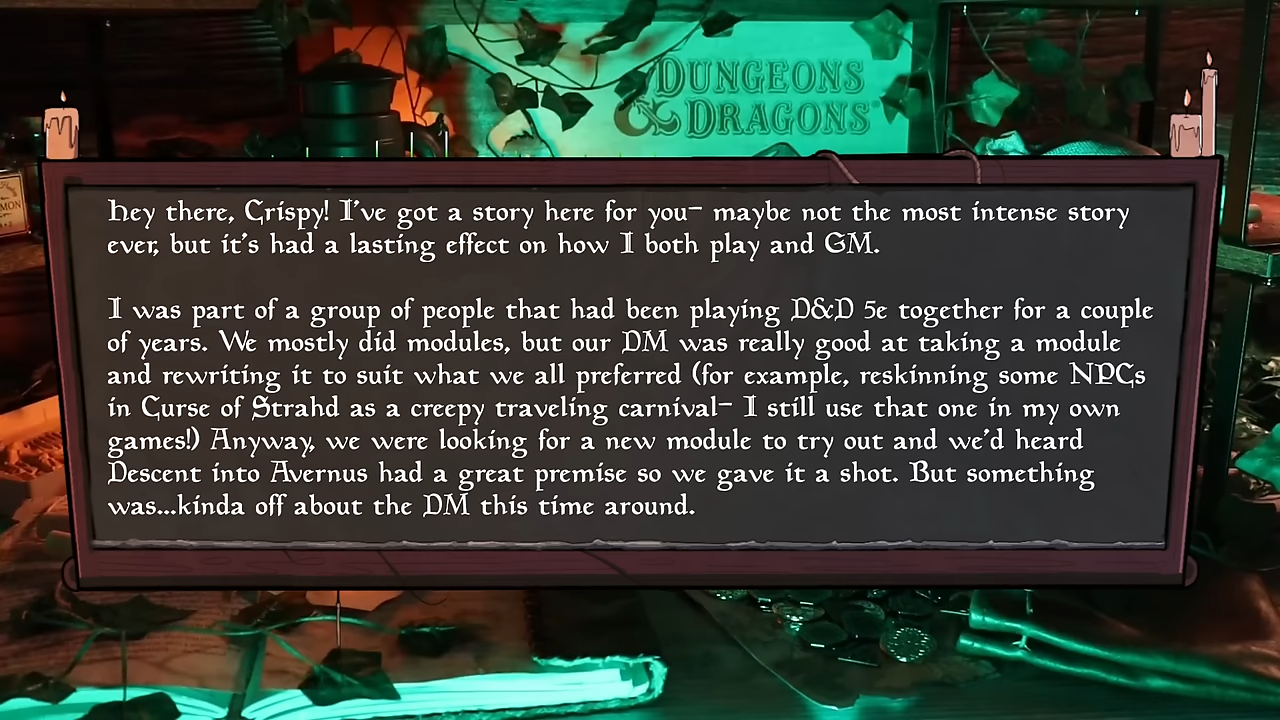 DUNGEONS
& DRAGONS
MON
Hey there, Crispy! I've got a story here for you- maybe not the most intense story
ever, but it's had a lasting effect on how I both play and GM.
I was part of a group of people that had been playing D&D 5e together for a couple
of years. We mostly did modules, but our DM was really good at taking a module
and rewriting it to suit what we all preferred (for example, reskinning some NPCs
in Curse of Strahd as a creepy traveling carnival- I still use that one in my own
games!) Anyway, we were looking for a new module to try out and we'd heard
Descent into Avernus had a great premise so we gave it a shot. But something
was...kinda off about the DM this time around.